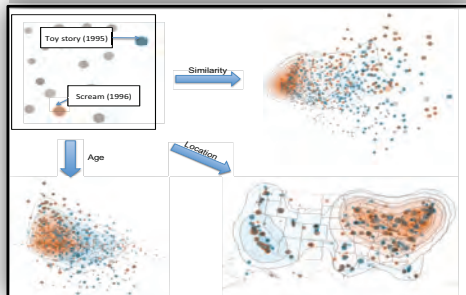 Toy story (1995)
Similarity
Scream (1996)
Age
Location